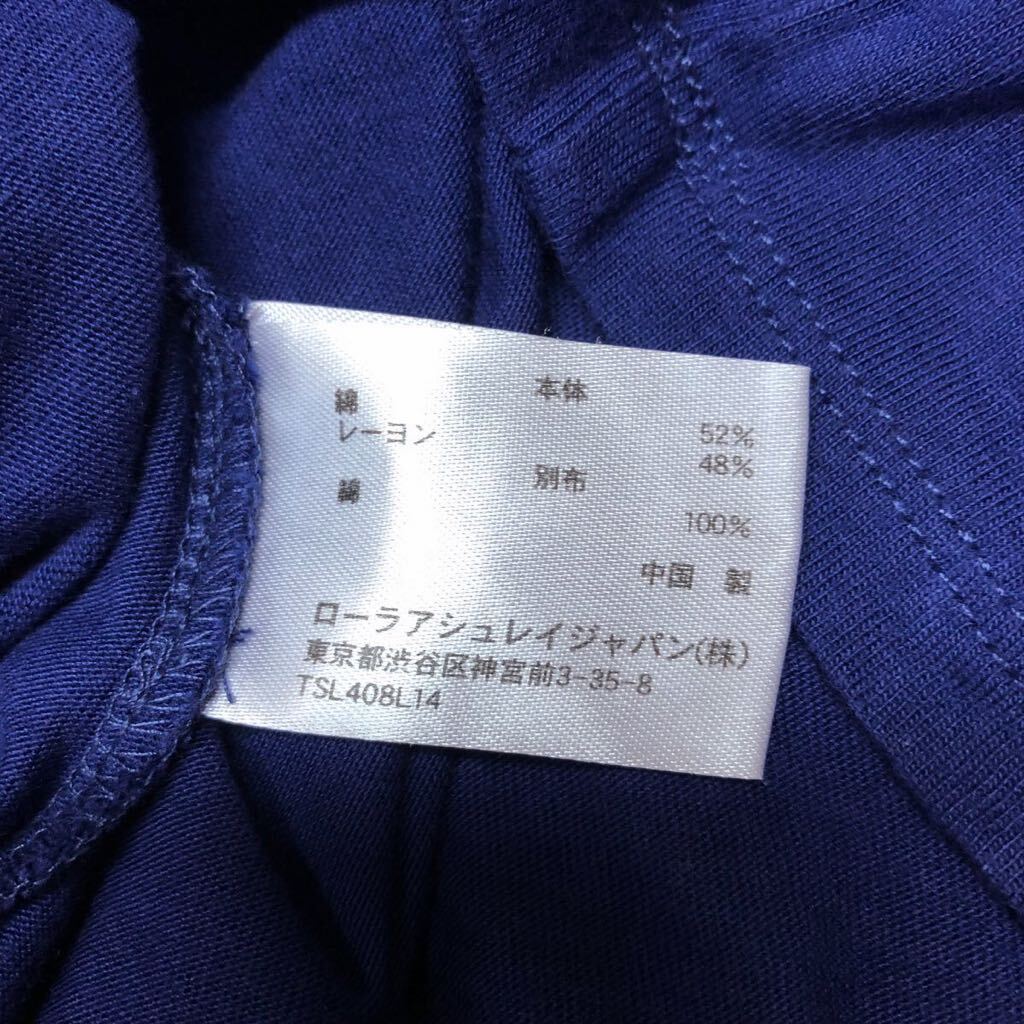 本体
綿 52%
レーヨン 48%
別布
綿 100%
中国 製
ローラアシュレイジャパン(株)
東京都渋谷区神宮前3-35-8
TSL408L14